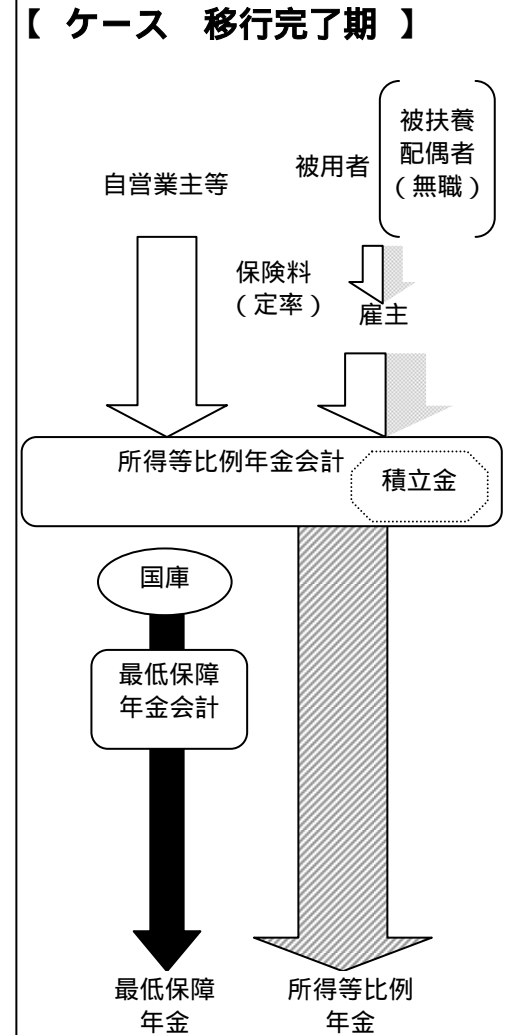 【 ケース　移行完了期 】
被扶養
配偶者
（無職）
被用者
自営業主等
保険料
（定率）
雇主
所得等比例年金会計
積立金
国庫
最低保障
年金会計
最低保障
年金
所得等比例
年金